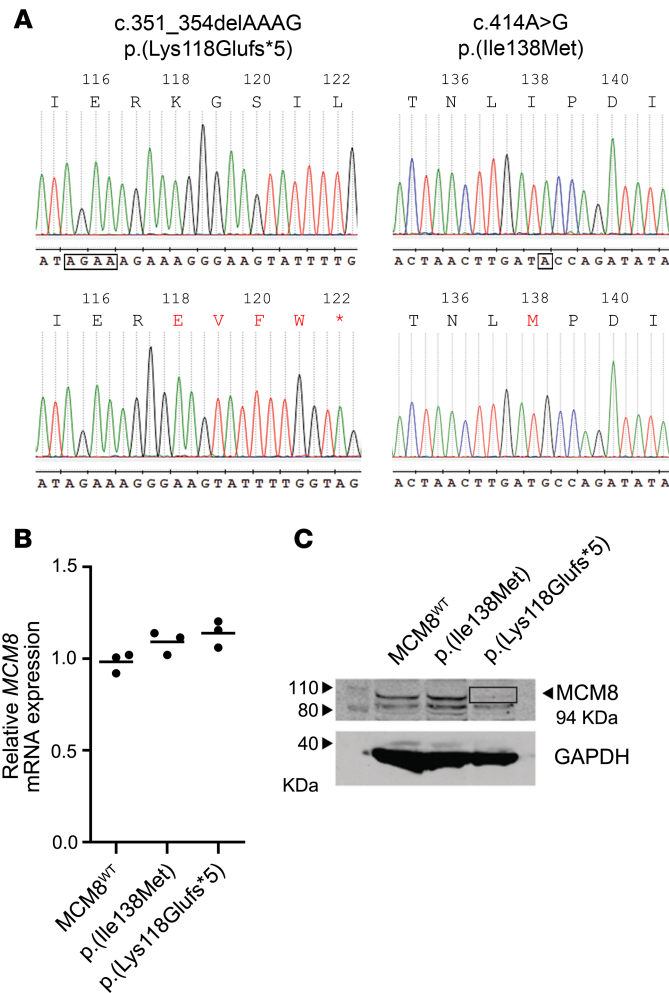 A
c.351_354delAAAG
p.(Lys118Glufs*5)
116 118 120 122
I E R K G S I L
ATAGAAAGAAAGGGAAGTATTTTG
116 118 120 122
I E R E V F W *
ATAGAAAGGGAAGTATTTTGGTAG
c.414A>G
p.(Ile138Met)
136 138 140
T N L I P D I
ACTAACTTGATACCAGATATA
136 138 140
T N L M P D I
ACTAACTTGATGCCAGATATA
B
Relative MCM8
mRNA expression
1.5
1.0
0.5
0.0
MCM8WT
p.(Ile138Met)
p.(Lys118Glufs*5)
C
MCM8WT
p.(Ile138Met)
p.(Lys118Glufs*5)
110
80
40
KDa
MCM8
94 KDa
GAPDH